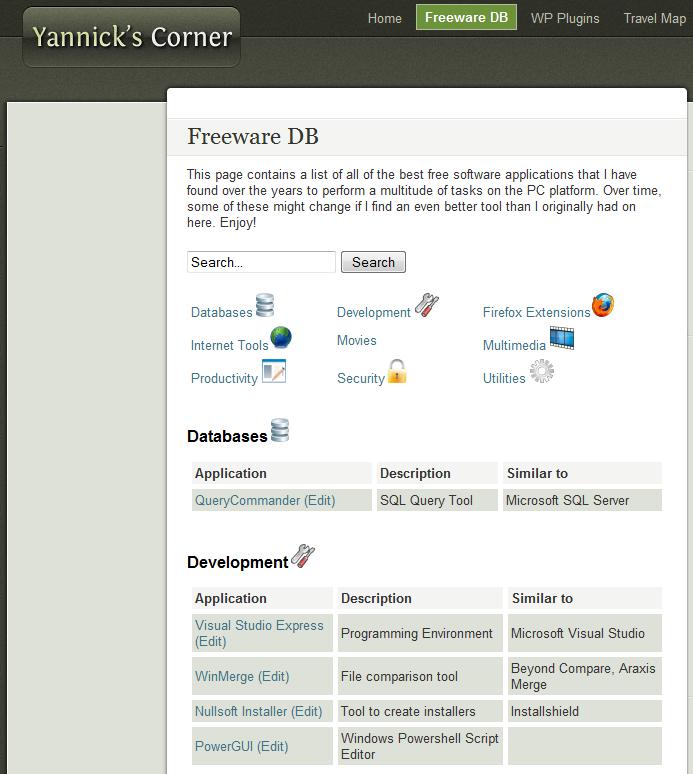 Yannick's Corner
Home Freeware DB WP Plugins Travel Map
Freeware DB
This page contains a list of all of the best free software applications that I have
found over the years to perform a multitude of tasks on the PC platform. Over time,
some of these might change if I find an even better tool than I originally had on
here. Enjoy!
Search... Search
Databases Development Firefox Extensions
Internet Tools Movies Multimedia
Productivity Security Utilities
Databases
Application Description Similar to
QueryCommander (Edit) SQL Query Tool Microsoft SQL Server
Development
Application Description Similar to
Visual Studio Express
(Edit) Programming Environment Microsoft Visual Studio
WinMerge (Edit) File comparison tool Beyond Compare, Araxis
Merge
Nullsoft Installer (Edit) Tool to create installers Installshield
PowerGUI (Edit) Windows Powershell Script
Editor